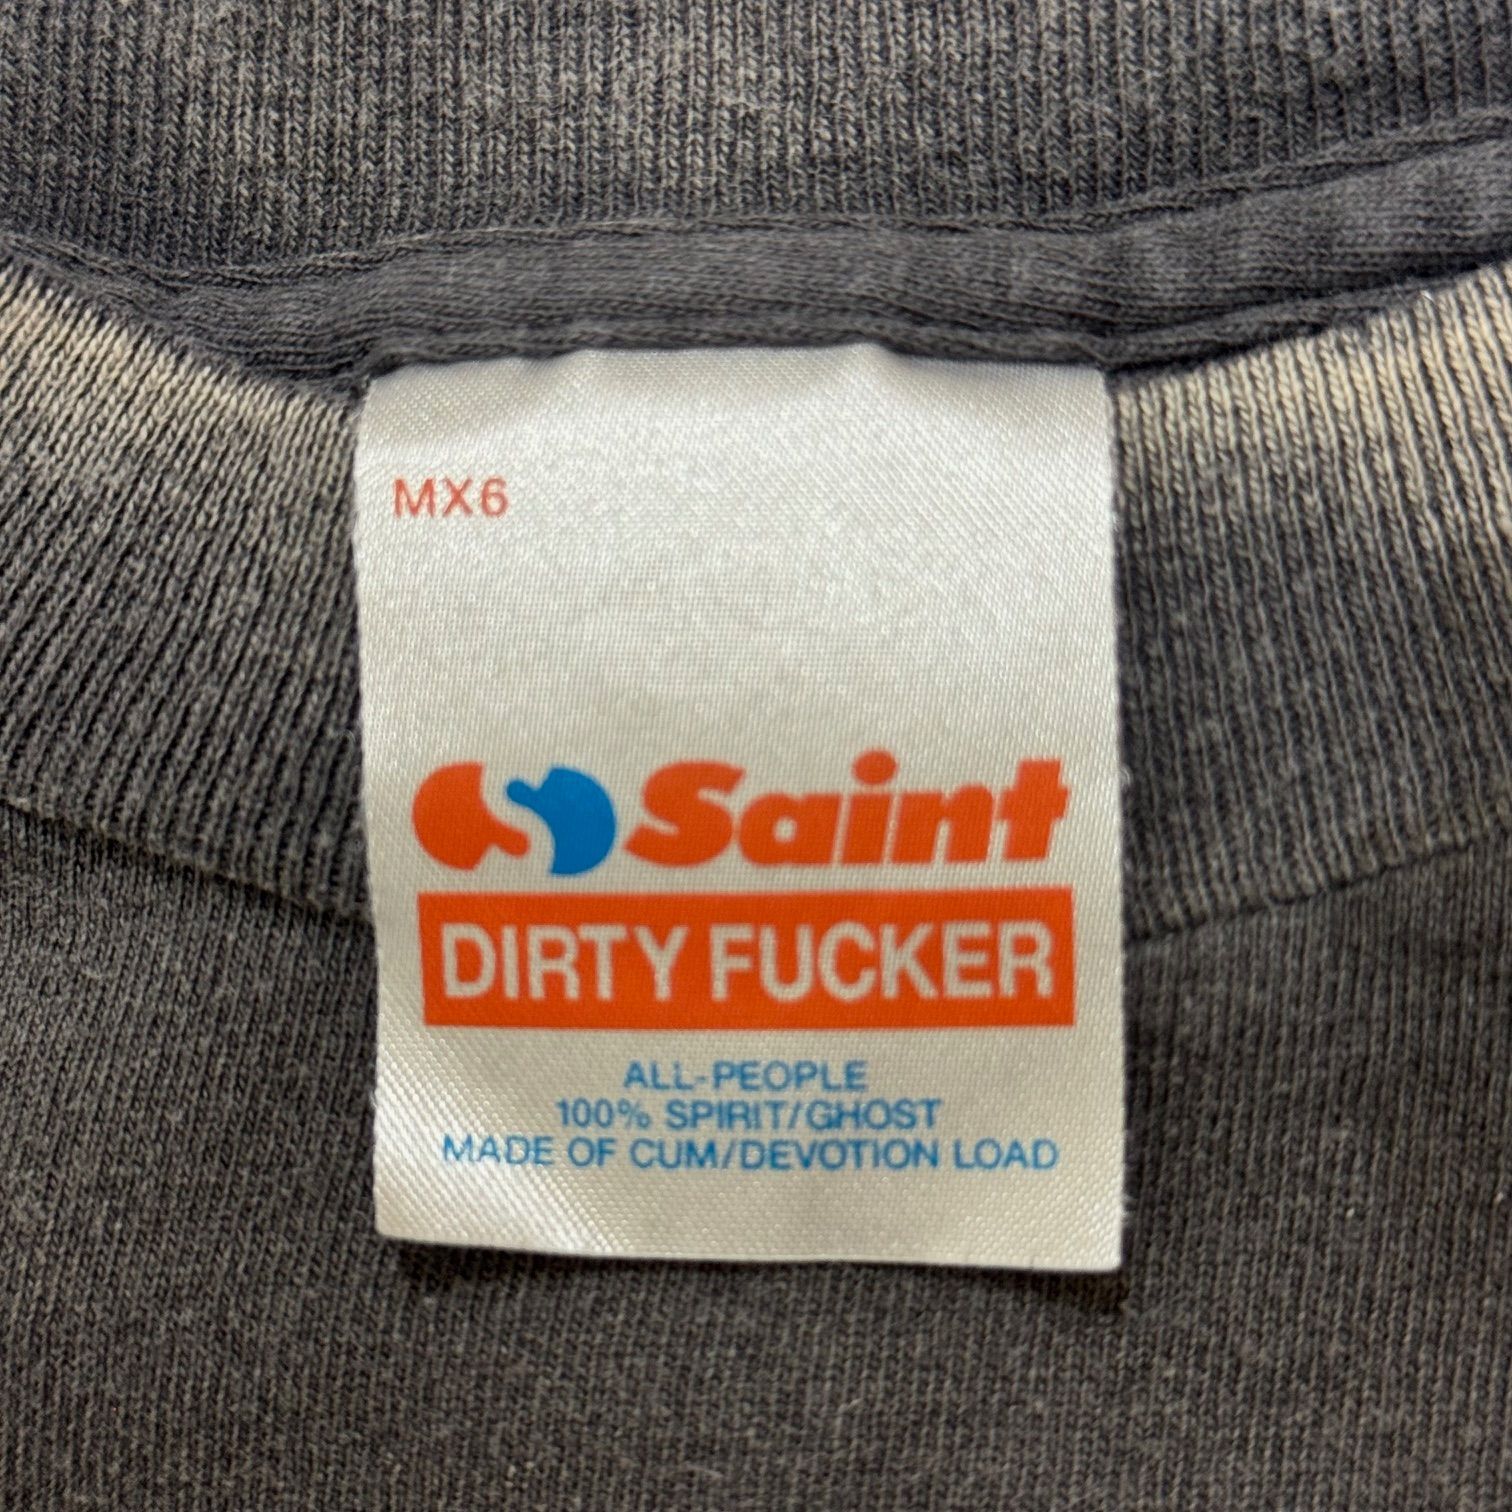 MX6
Saint
DIRTY FUCKER
ALL-PEOPLE
100% SPIRIT/GHOST
MADE OF CUM/DEVOTION LOAD